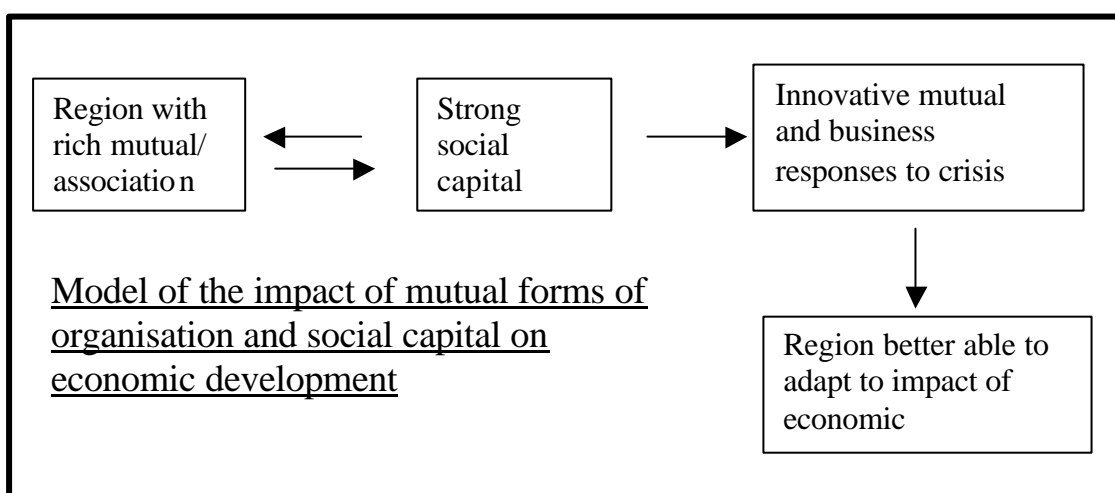 Region with
rich mutual/
association
Strong
social
capital
Innovative mutual
and business
responses to crisis
Model of the impact of mutual forms of
organisation and social capital on
economic development
Region better able to
adapt to impact of
economic